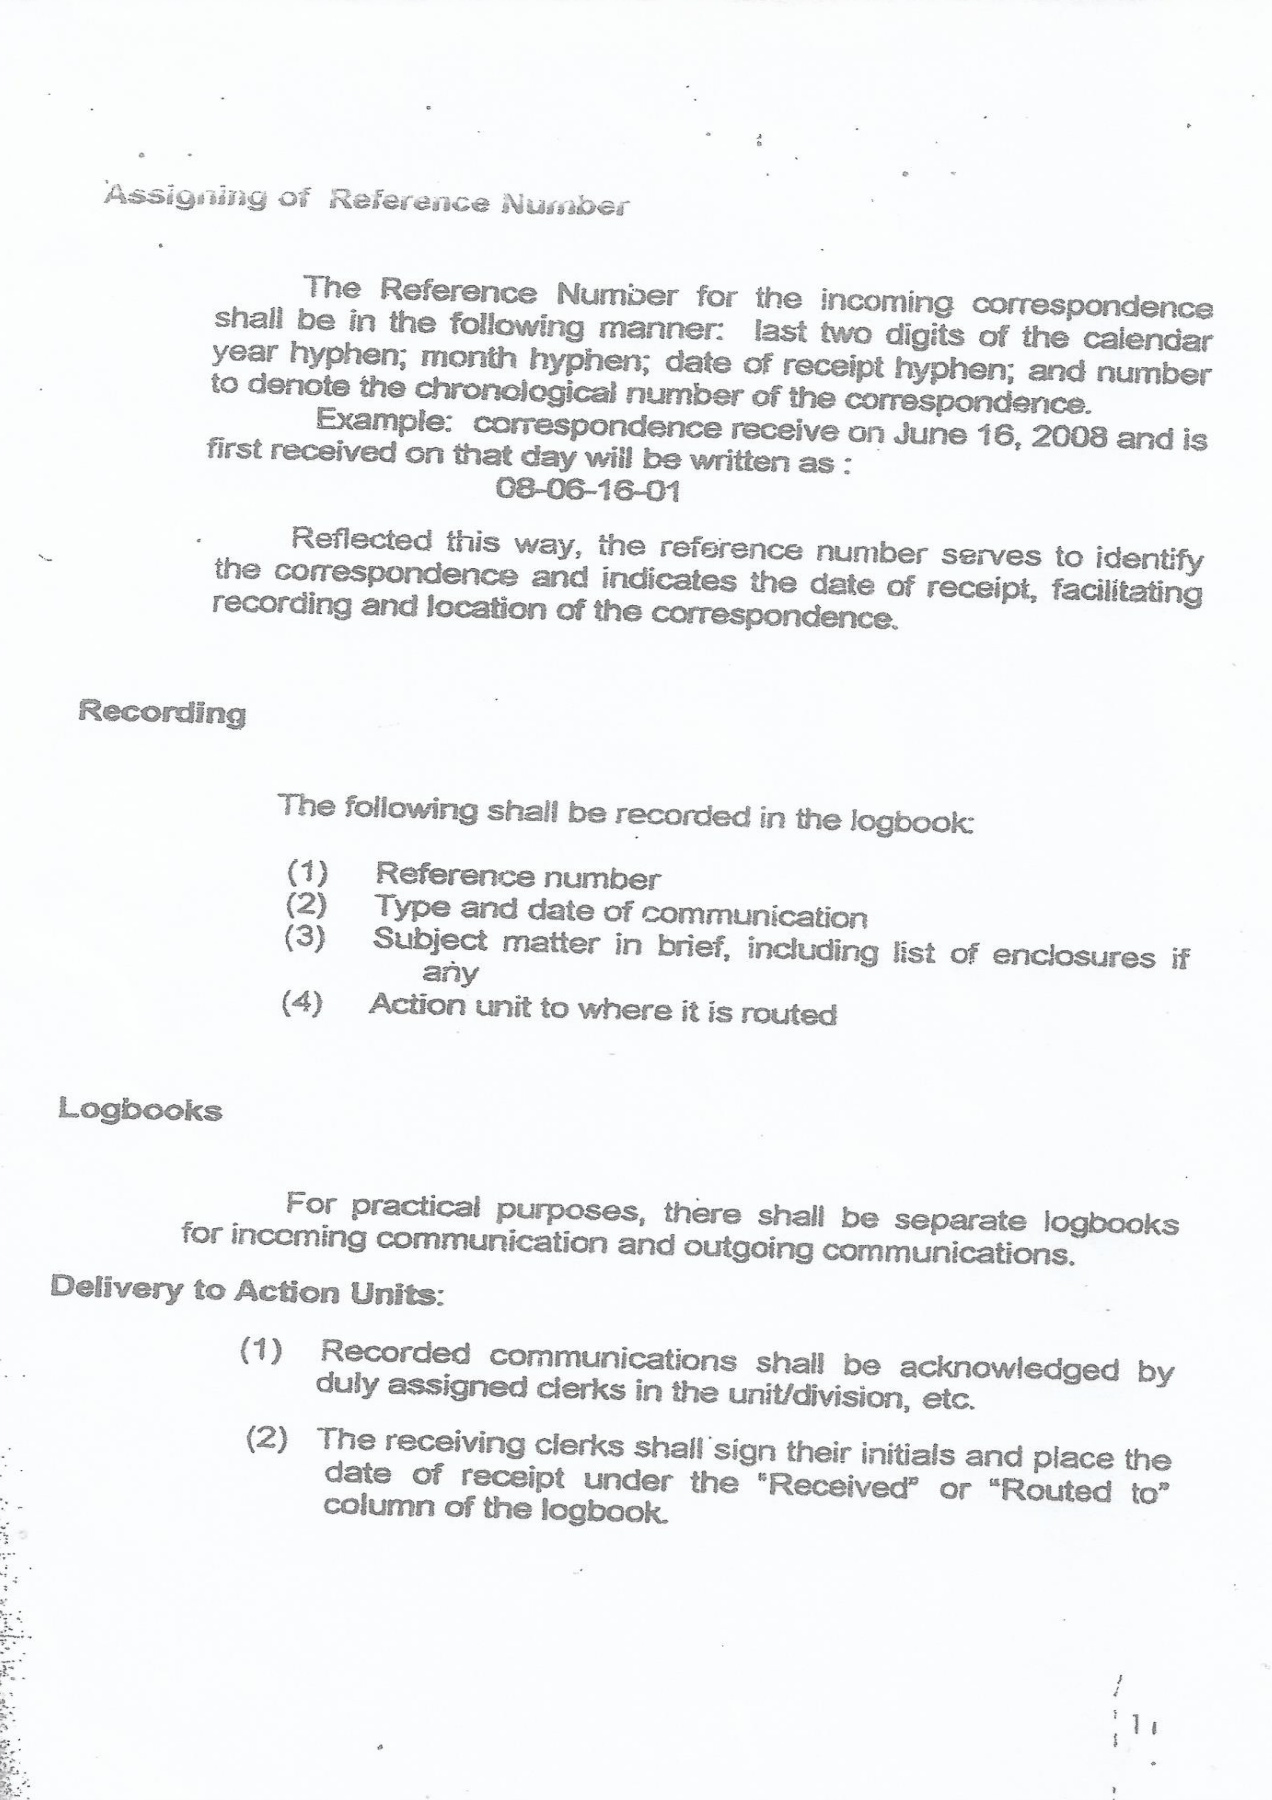 Assigning of Reference Number
The Reference Number for the incoming correspondence
shall be in the following manner: last two digits of the calendar
year hyphen; month hyphen; date of receipt hyphen; and number
to denote the chronological number of the correspondence.
Example: correspondence receive on June 16, 2008 and is
first received on that day will be written as :
08-06-16-01
Reflected this way, the reference number serves to identify
the correspondence and indicates the date of receipt, facilitating
recording and location of the correspondence.
Recording
The following shall be recorded in the logbook:
(1) Reference number
(2) Type and date of communication
(3) Subject matter in brief, including list of enclosures if
any
(4) Action unit to where it is routed
Logbooks
For practical purposes, there shall be separate logbooks
for incoming communication and outgoing communications.
Delivery to Action Units:
(1) Recorded communications shall be acknowledged by
duly assigned clerks in the unit/division, etc.
(2) The receiving clerks shall sign their initials and place the
date of receipt under the “Received” or “Routed to”
column of the logbook.